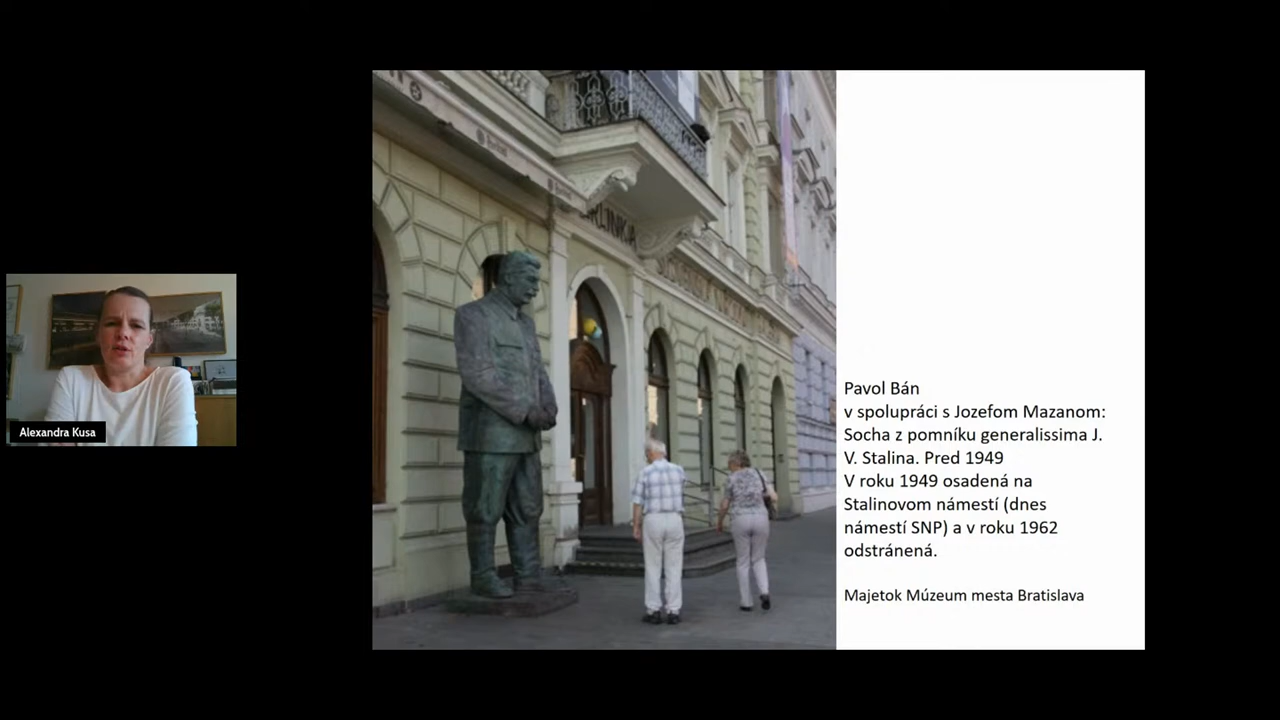 Alexandra Kusa
Pavol Bán
v spolupráci s Jozefom Mazanom:
Socha z pomníku generalissima J.
V. Stalina. Pred 1949
V roku 1949 osadená na
Stalinovom námestí (dnes
námestí SNP) a v roku 1962
odstránená.
Majetok Múzeum mesta Bratislava